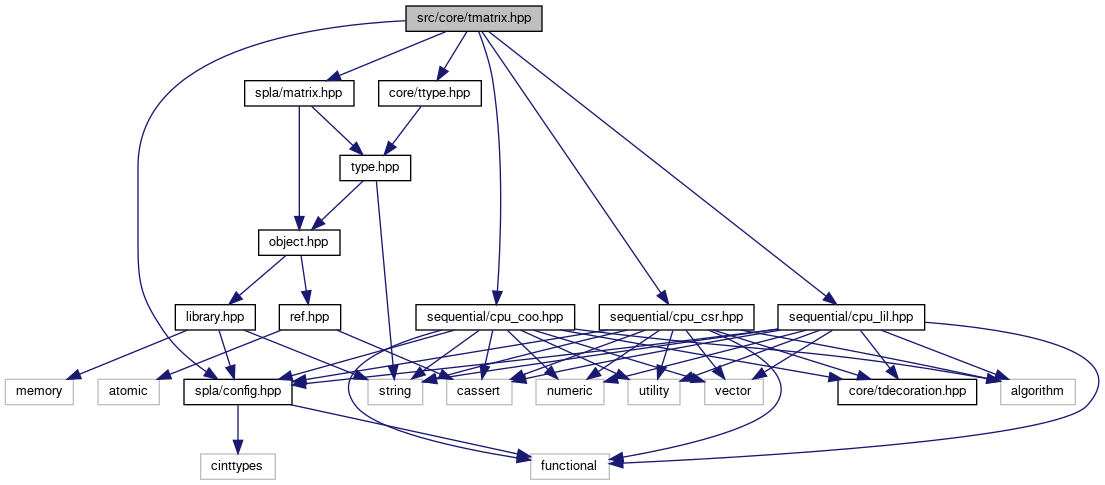 src/core/tmatrix.hpp
spla/matrix.hpp
core/ttype.hpp
type.hpp
object.hpp
library.hpp
ref.hpp
sequential/cpu_coo.hpp
sequential/cpu_csr.hpp
sequential/cpu_lil.hpp
memory
atomic
spla/config.hpp
string
cassert
numeric
utility
vector
core/tdecoration.hpp
algorithm
cinttypes
functional